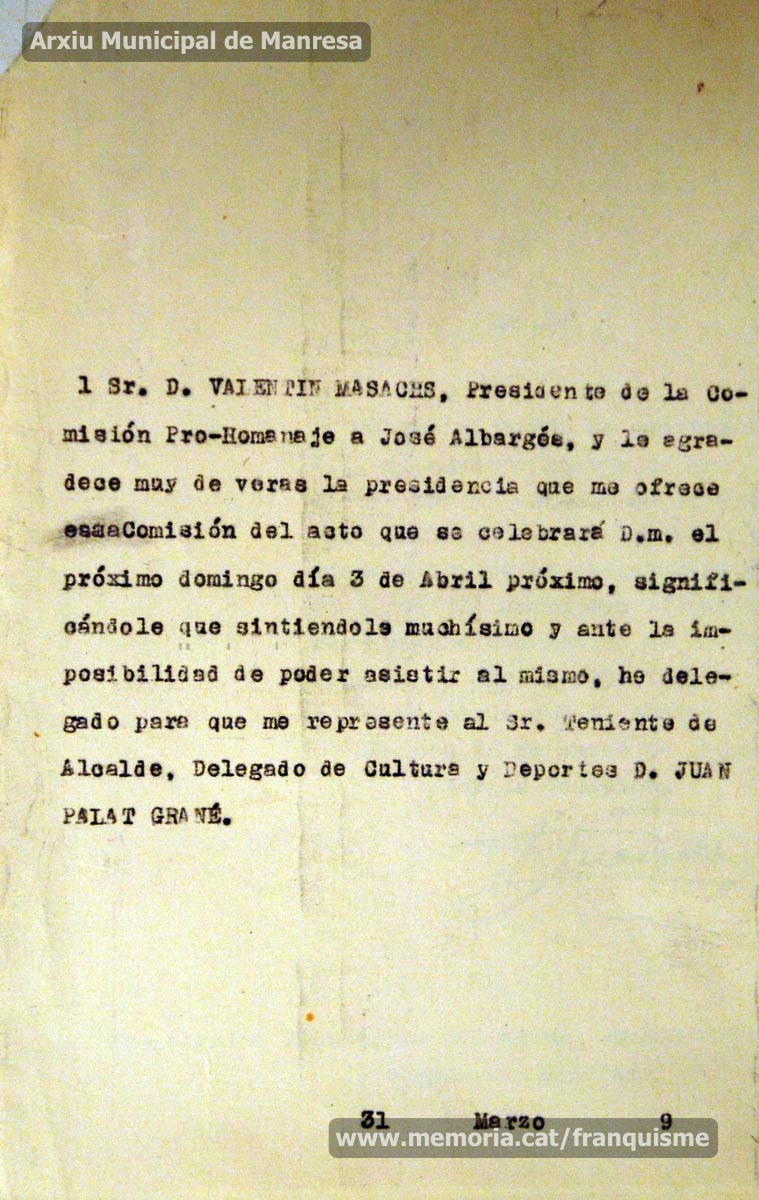 Arxiu Municipal de Manresa
l Sr. D. VALENTIN MASACHS, Presidente de la Co-
misión Pro-Homenaje a José Albargés, y le agra-
dece muy de veras la presidencia que me ofrece
Comisión del acto que se celebrará D.m. el
próximo domingo día 3 de Abril próximo, signifi-
cándole que sintiendole muchísimo y ante la im-
posibilidad de poder asistir al mismo, he dele-
gado para que me represente al Sr. Teniente de
Alcalde, Delegado de Cultura y Deportes D. JUAN
PALAT GRANÉ.
31 Marzo 9
www.memoria.cat/franquisme